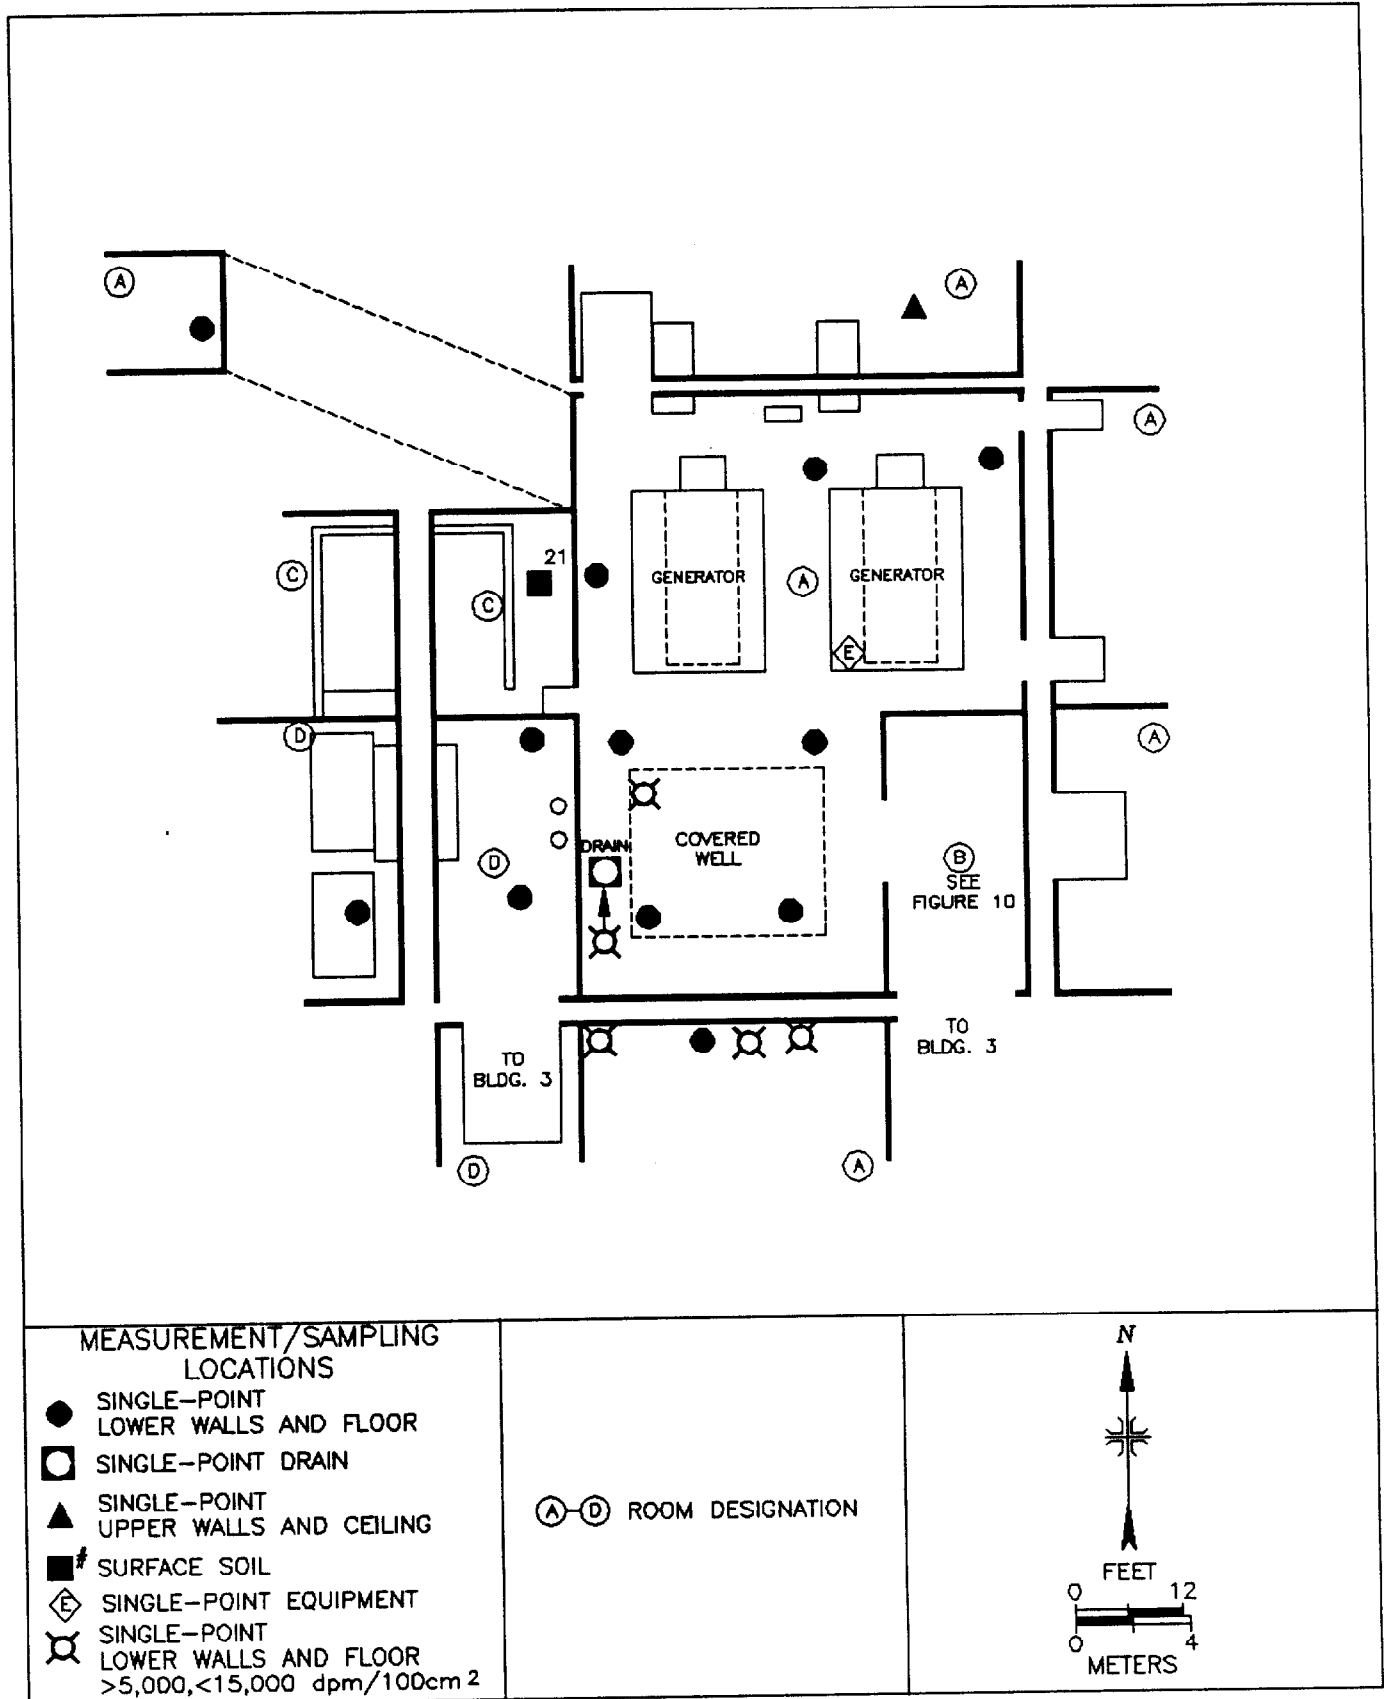 A
A
A
21
C
C
GENERATOR
A
GENERATOR
E
D
A
DRAIN
COVERED
WELL
D
B
SEE
FIGURE 10
TO
BLDG. 3
TO
BLDG. 3
D
A
MEASUREMENT/SAMPLING
LOCATIONS
SINGLE-POINT
LOWER WALLS AND FLOOR
SINGLE-POINT DRAIN
SINGLE-POINT
UPPER WALLS AND CEILING
# SURFACE SOIL
E SINGLE-POINT EQUIPMENT
SINGLE-POINT
LOWER WALLS AND FLOOR
>5,000,<15,000 dpm/100cm 2
A-D ROOM DESIGNATION
N
FEET
0 12
0 4
METERS